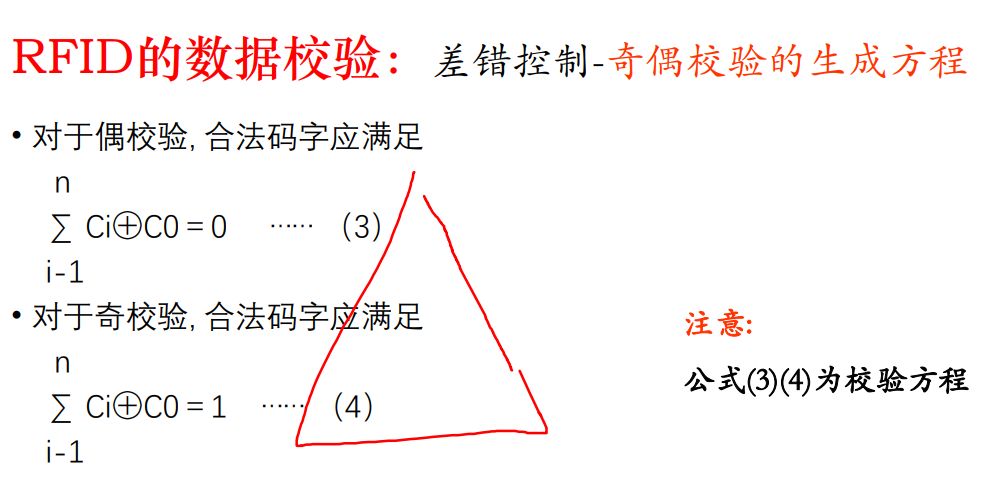 RFID的数据校验：差错控制-奇偶校验的生成方程
• 对于偶校验, 合法码字应满足
n
∑ Ci⊕C0 = 0 …… （3）
i-1
• 对于奇校验, 合法码字应满足
n
∑ Ci⊕C0 = 1 …… （4）
i-1
注意:
公式(3)(4)为校验方程